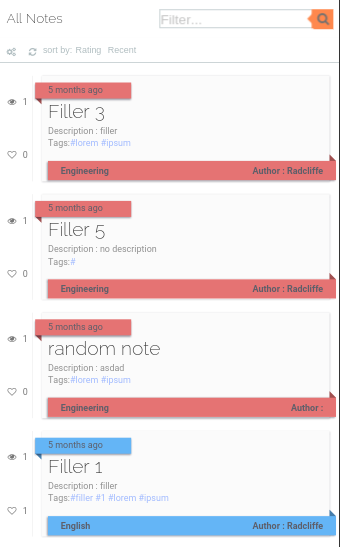 All Notes
Filter...
sort by: Rating Recent
5 months ago
1
Filler 3
Description : filler
Tags:#lorem #ipsum
0
Engineering Author : Radcliffe
5 months ago
1
Filler 5
Description : no description
Tags:#
0
Engineering Author : Radcliffe
5 months ago
1
random note
Description : asdad
Tags:#lorem #ipsum
0
Engineering Author :
5 months ago
1
Filler 1
Description : filler
Tags:#filler #1 #lorem #ipsum
1
English Author : Radcliffe